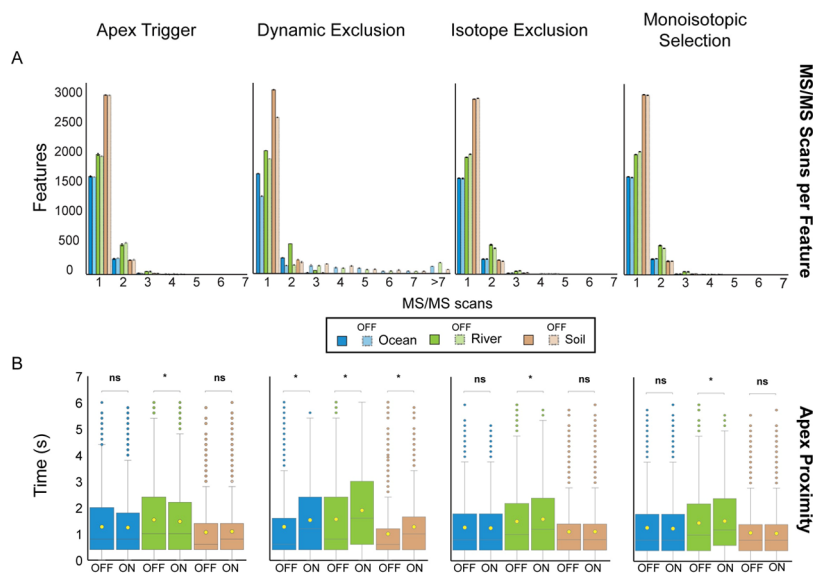 Apex Trigger
Dynamic Exclusion
Isotope Exclusion
Monoisotopic
Selection
A
Features
3000
2500
2000
1500
1000
500
0
1 2 3 4 5 6 7
1 2 3 4 5 6 7 >7
1 2 3 4 5 6 7
1 2 3 4 5 6 7
MS/MS scans
MS/MS Scans per Feature
OFF OFF OFF
Ocean River Soil
B
Time (s)
7
6
5
4
3
2
1
0
ns * ns
* * *
ns * ns
ns * ns
OFF ON OFF ON OFF ON
OFF ON OFF ON OFF ON
OFF ON OFF ON OFF ON
OFF ON OFF ON OFF ON
Apex Proximity